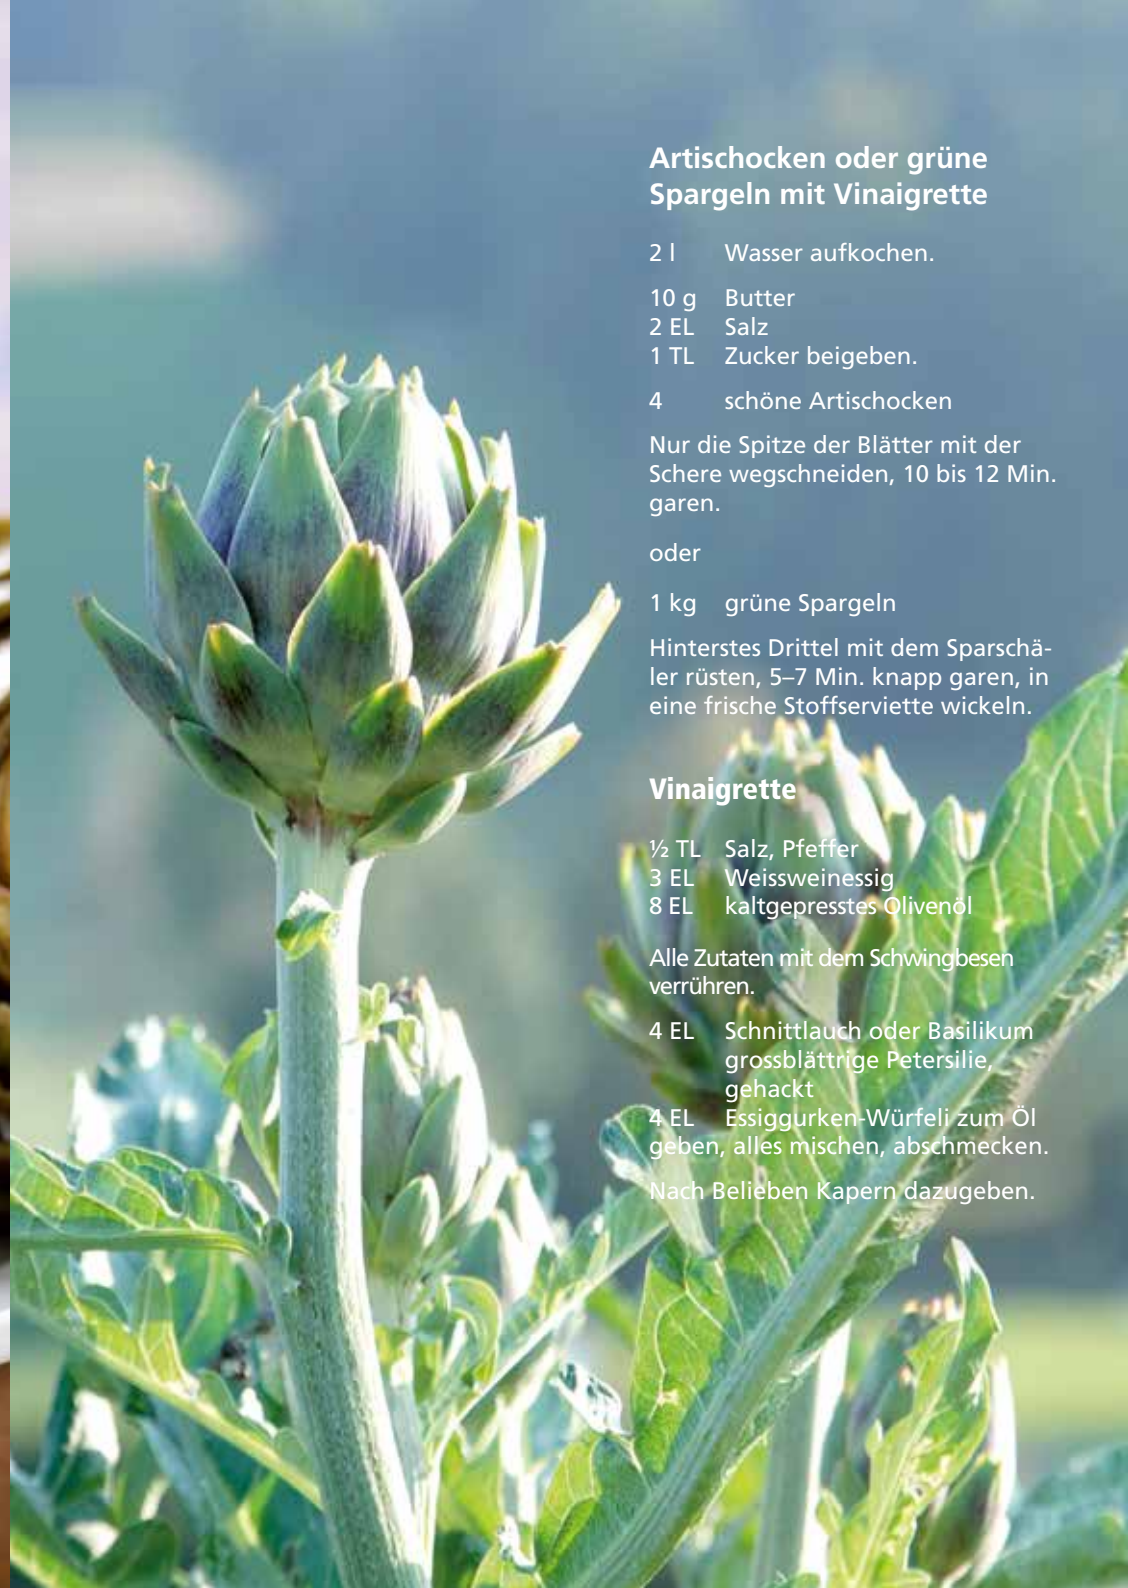 Artischocken oder grüne
Spargeln mit Vinaigrette
2 l Wasser aufkochen.
10 g Butter
2 EL Salz
1 TL Zucker beigeben.
4 schöne Artischocken
Nur die Spitze der Blätter mit der
Schere wegschneiden, 10 bis 12 Min.
garen.
oder
1 kg grüne Spargeln
Hinterstes Drittel mit dem Sparschä-
ler rüsten, 5–7 Min. knapp garen, in
eine frische Stoffserviette wickeln.
Vinaigrette
½ TL Salz, Pfeffer
3 EL Weissweinessig
8 EL kaltgepresstes Olivenöl
Alle Zutaten mit dem Schwingbesen
verrühren.
4 EL Schnittlauch oder Basilikum
grossblättrige Petersilie,
gehackt
4 EL Essiggurken-Würfeli zum Öl
geben, alles mischen, abschmecken.
Nach Belieben Kapern dazugeben.